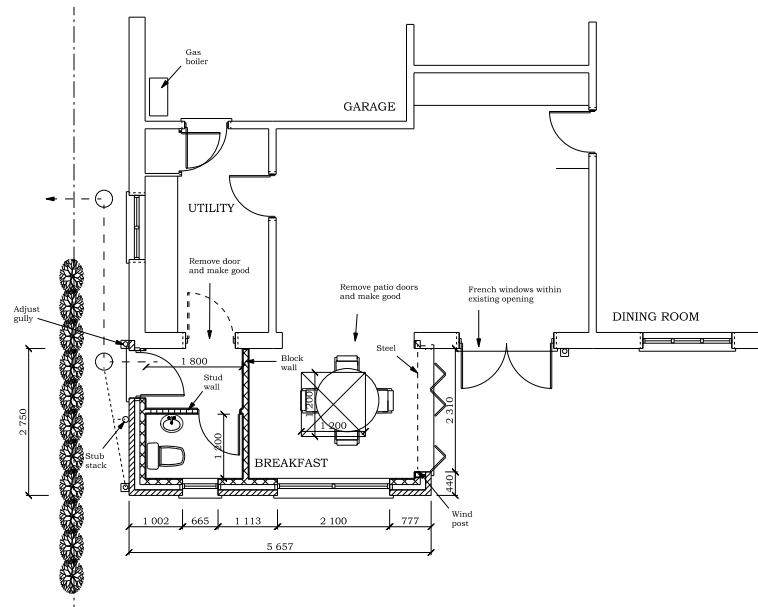 Gas
boiler
GARAGE
UTILITY
Remove door
and make good
Remove patio doors
and make good
French windows within
existing opening
DINING ROOM
Adjust
gully
Steel
Block
wall
1 800
Stud
wall
2 750
1 200
1 200
2 310
1 200
Stub
stack
BREAKFAST
440
Wind
post
1 002
665
1 113
2 100
777
5 657